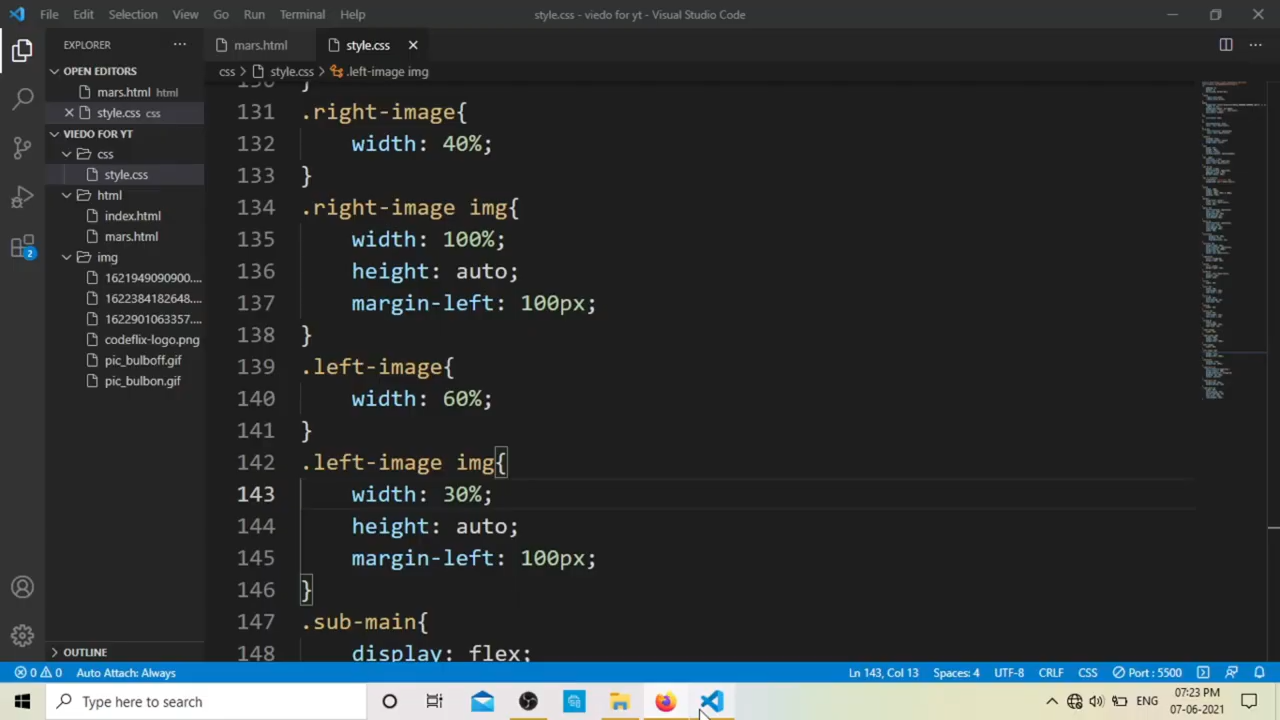 File Edit Selection View Go Run Terminal Help style.css - viedo for yt - Visual Studio Code
EXPLORER ··· mars.html style.css
OPEN EDITORS css > style.css > .left-image img
mars.html html
style.css css
VIEDO FOR YT
css
style.css
html
index.html
mars.html
img
1621949090900....
1622384182648....
1622901063357....
codeflix-logo.png
pic_bulboff.gif
pic_bulbon.gif
OUTLINE
}
131 .right-image{
132 width: 40%;
133 }
134 .right-image img{
135 width: 100%;
136 height: auto;
137 margin-left: 100px;
138 }
139 .left-image{
140 width: 60%;
141 }
142 .left-image img{
143 width: 30%;
144 height: auto;
145 margin-left: 100px;
146 }
147 .sub-main{
148 display: flex;
2
0 0 Auto Attach: Always Ln 143, Col 13 Spaces: 4 UTF-8 CRLF CSS Port : 5500
Type here to search ENG 07:23 PM
07-06-2021